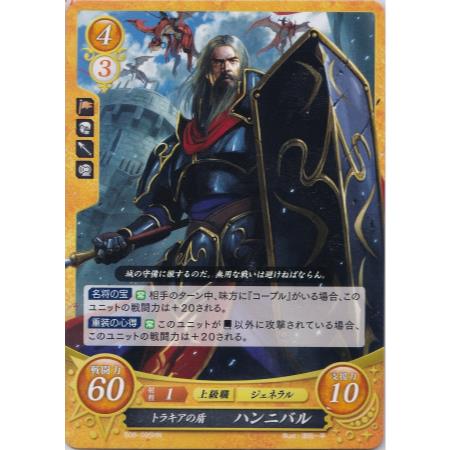 4
3
城の守備に徹するのだ。無用な戦いは避けねばならん。
名将の宝 常 相手のターン中、味方に『コープル』がいる場合、この
ユニットの戦闘力は+20される。
重装の心得 常 このユニットが 以外に攻撃されている場合、こ
のユニットの戦闘力は+20される。
戦闘力 60
射程 1 上級職 ジェネラル
支援力 10
トラキアの盾 ハンニバル